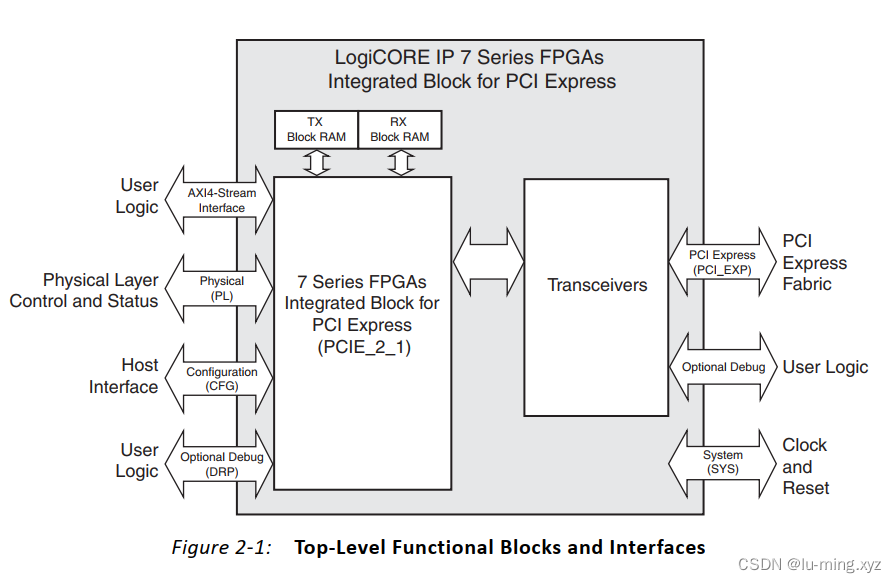 LogiCORE IP 7 Series FPGAs
Integrated Block for PCI Express
TX
Block RAM
RX
Block RAM
User
Logic
AXI4-Stream
Interface
Physical Layer
Control and Status
Physical
(PL)
Host
Interface
Configuration
(CFG)
User
Logic
Optional Debug
(DRP)
7 Series FPGAs
Integrated Block for
PCI Express
(PCIE_2_1)
Transceivers
PCI Express
(PCI_EXP)
PCI
Express
Fabric
Optional Debug
User Logic
System
(SYS)
Clock
and
Reset
Figure 2-1: Top-Level Functional Blocks and Interfaces
CSDN @lu-ming.xyz